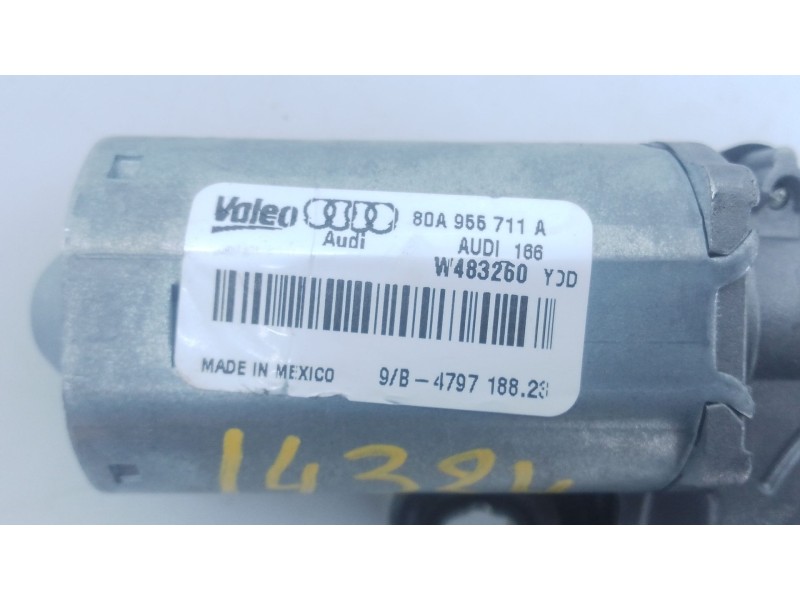 Valeo 80A 955 711 A
Audi AUDI 166
W483260 YDD
MADE IN MEXICO 9/B - 4797 188.23